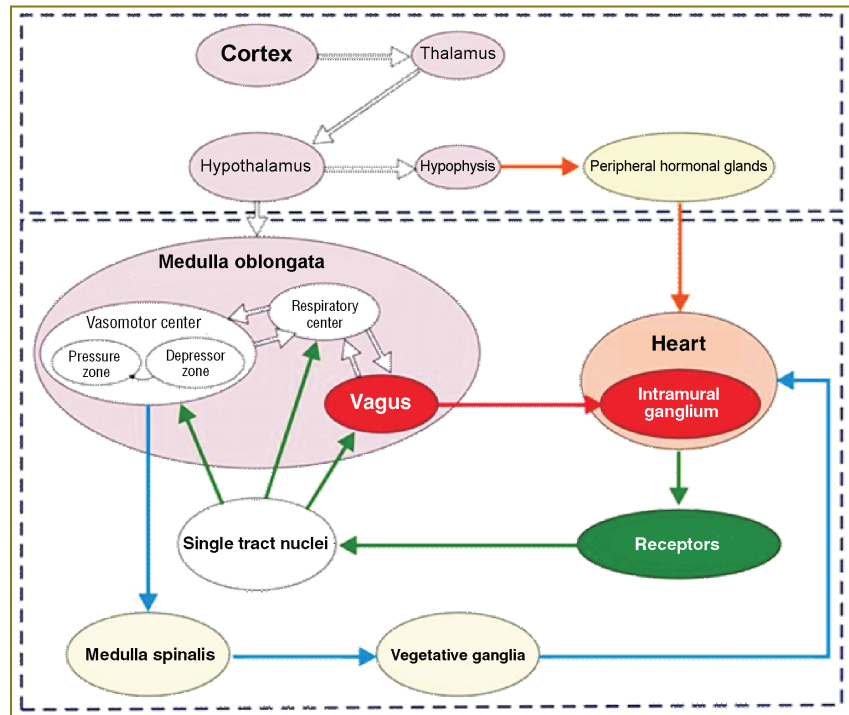 Cortex
Thalamus
Hypothalamus
Hypophysis
Peripheral hormonal glands
Medulla oblongata
Respiratory
center
Vasomotor center
Pressure
zone
Depressor
zone
Vagus
Heart
Intramural
ganglium
Single tract nuclei
Receptors
Medulla spinalis
Vegetative ganglia